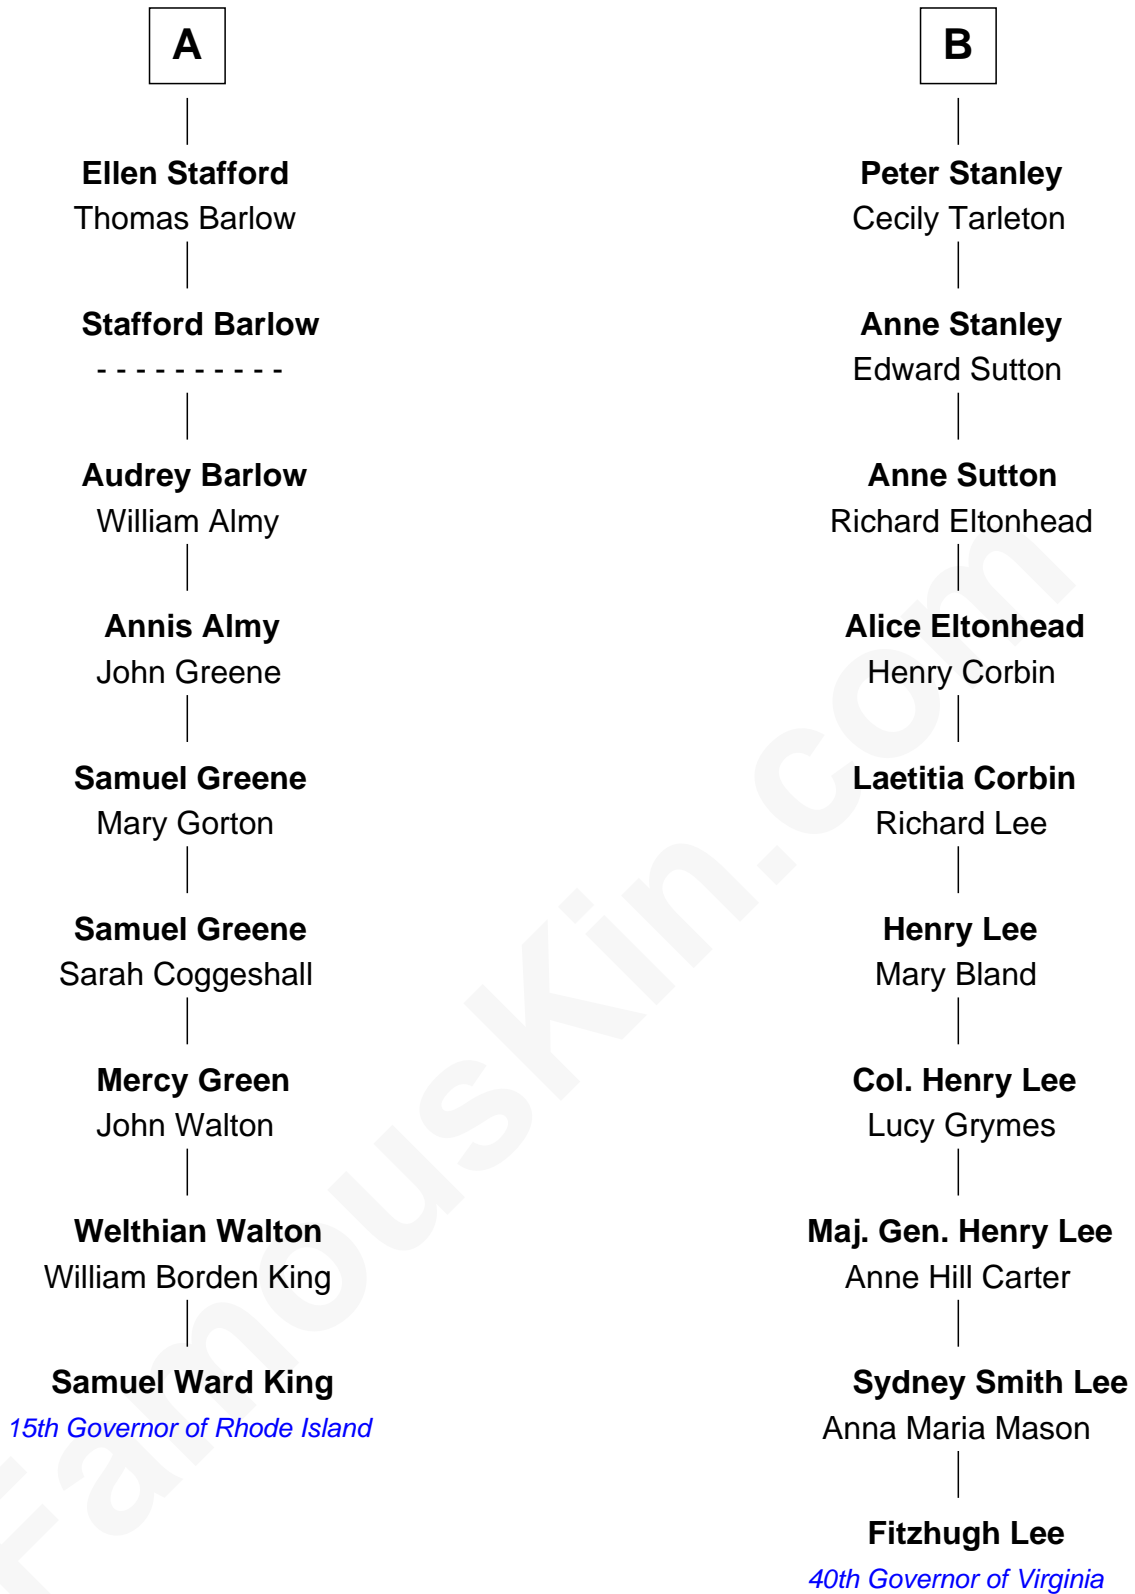 A
Ellen Stafford
Thomas Barlow
Stafford Barlow
- - - - - - - - - -
Audrey Barlow
William Almy
Annis Almy
John Greene
Samuel Greene
Mary Gorton
Samuel Greene
Sarah Coggeshall
Mercy Green
John Walton
Welthian Walton
William Borden King
Samuel Ward King
15th Governor of Rhode Island
B
Peter Stanley
Cecily Tarleton
Anne Stanley
Edward Sutton
Anne Sutton
Richard Eltonhead
Alice Eltonhead
Henry Corbin
Laetitia Corbin
Richard Lee
Henry Lee
Mary Bland
Col. Henry Lee
Lucy Grymes
Maj. Gen. Henry Lee
Anne Hill Carter
Sydney Smith Lee
Anna Maria Mason
Fitzhugh Lee
40th Governor of Virginia
FamousKin.com